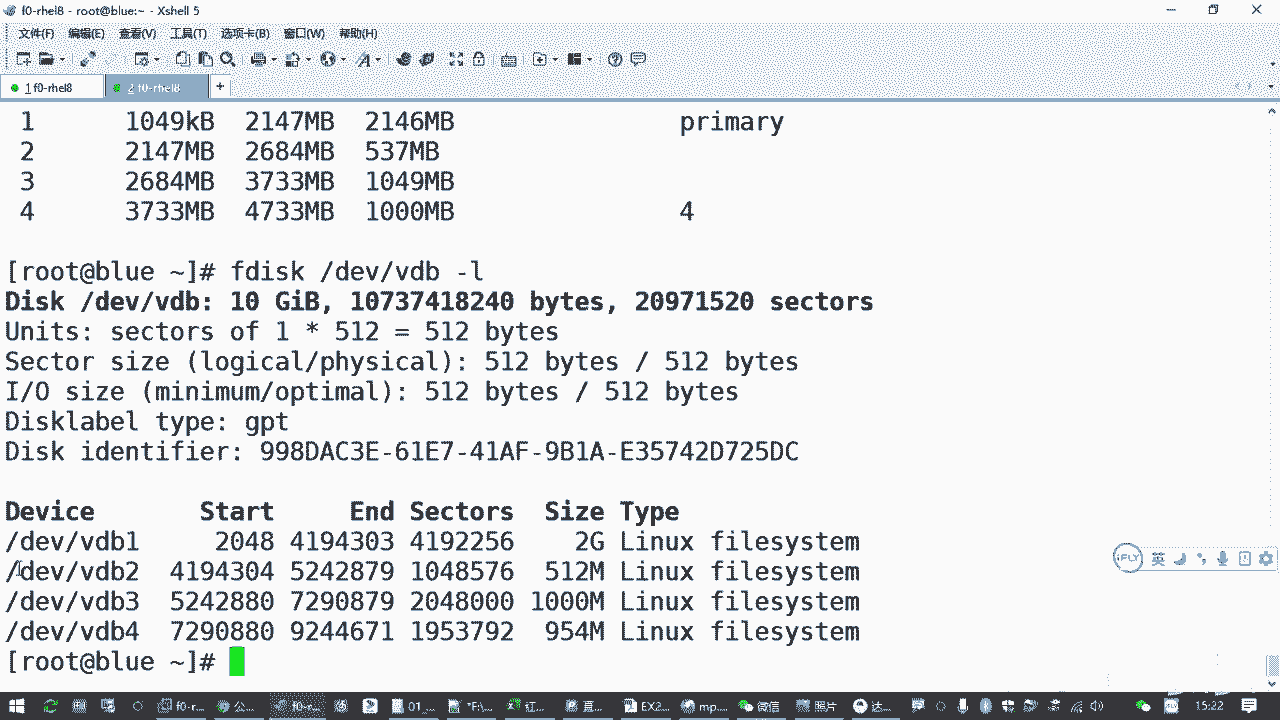 f0-rhel8 - root@blue:~ - Xshell 5
文件(F) 编辑(E) 查看(V) 工具(T) 选项卡(B) 窗口(W) 帮助(H)
1 f0-rhel8 2 f0-rhel8 +
1 1049kB 2147MB 2146MB primary
2 2147MB 2684MB 537MB
3 2684MB 3733MB 1049MB
4 3733MB 4733MB 1000MB 4
[root@blue ~]# fdisk /dev/vdb -l
Disk /dev/vdb: 10 GiB, 10737418240 bytes, 20971520 sectors
Units: sectors of 1 * 512 = 512 bytes
Sector size (logical/physical): 512 bytes / 512 bytes
I/O size (minimum/optimal): 512 bytes / 512 bytes
Disklabel type: gpt
Disk identifier: 998DAC3E-61E7-41AF-9B1A-E35742D725DC
Device Start End Sectors Size Type
/dev/vdb1 2048 4194303 4192256 2G Linux filesystem
/dev/vdb2 4194304 5242879 1048576 512M Linux filesystem
/dev/vdb3 5242880 7290879 2048000 1000M Linux filesystem
/dev/vdb4 7290880 9244671 1953792 954M Linux filesystem
[root@blue ~]#
iFLY 英
f0-r... 公... f0-r... 01_... "F\... 江... 直... EX2... mp... 微信 照片 达... 15:22